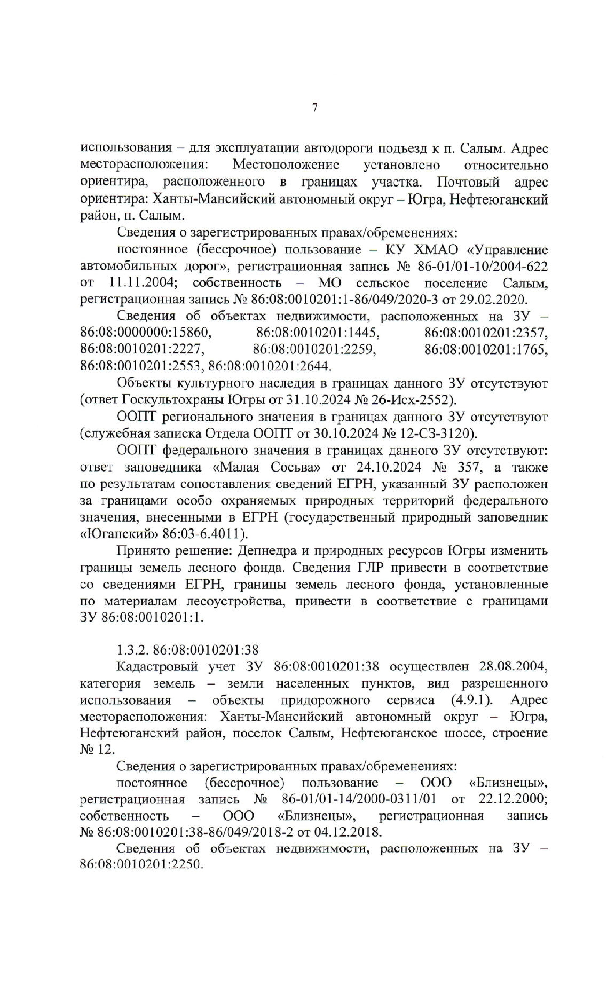 7
использования – для эксплуатации автодороги подъезд к п. Салым. Адрес
месторасположения: Местоположение установлено относительно
ориентира, расположенного в границах участка. Почтовый адрес
ориентира: Ханты-Мансийский автономный округ – Югра, Нефтеюганский
район, п. Салым.
Сведения о зарегистрированных правах/обременениях:
постоянное (бессрочное) пользование – КУ ХМАО «Управление
автомобильных дорог», регистрационная запись № 86-01/01-10/2004-622
от 11.11.2004; собственность – МО сельское поселение Салым,
регистрационная запись № 86:08:0010201:1-86/049/2020-3 от 29.02.2020.
Сведения об объектах недвижимости, расположенных на ЗУ –
86:08:0000000:15860, 86:08:0010201:1445, 86:08:0010201:2357,
86:08:0010201:2227, 86:08:0010201:2259, 86:08:0010201:1765,
86:08:0010201:2553, 86:08:0010201:2644.
Объекты культурного наследия в границах данного ЗУ отсутствуют
(ответ Госкультохраны Югры от 31.10.2024 № 26-Исх-2552).
ООПТ регионального значения в границах данного ЗУ отсутствуют
(служебная записка Отдела ООПТ от 30.10.2024 № 12-СЗ-3120).
ООПТ федерального значения в границах данного ЗУ отсутствуют:
ответ заповедника «Малая Сосьва» от 24.10.2024 № 357, а также
по результатам сопоставления сведений ЕГРН, указанный ЗУ расположен
за границами особо охраняемых природных территорий федерального
значения, внесенными в ЕГРН (государственный природный заповедник
«Юганский» 86:03-6.4011).
Принято решение: Депнедра и природных ресурсов Югры изменить
границы земель лесного фонда. Сведения ГЛР привести в соответствие
со сведениями ЕГРН, границы земель лесного фонда, установленные
по материалам лесоустройства, привести в соответствие с границами
ЗУ 86:08:0010201:1.
1.3.2. 86:08:0010201:38
Кадастровый учет ЗУ 86:08:0010201:38 осуществлен 28.08.2004,
категория земель – земли населенных пунктов, вид разрешенного
использования – объекты придорожного сервиса (4.9.1). Адрес
месторасположения: Ханты-Мансийский автономный округ – Югра,
Нефтеюганский район, поселок Салым, Нефтеюганское шоссе, строение
№ 12.
Сведения о зарегистрированных правах/обременениях:
постоянное (бессрочное) пользование – ООО «Близнецы»,
регистрационная запись № 86-01/01-14/2000-0311/01 от 22.12.2000;
собственность – ООО «Близнецы», регистрационная запись
№ 86:08:0010201:38-86/049/2018-2 от 04.12.2018.
Сведения об объектах недвижимости, расположенных на ЗУ –
86:08:0010201:2250.